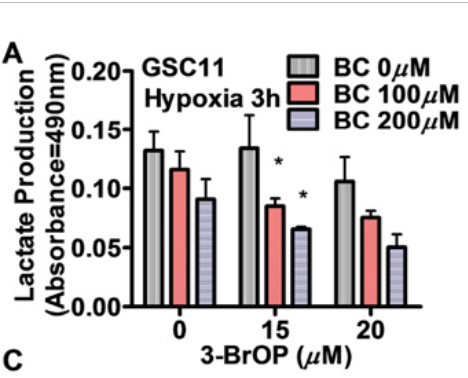 A
Lactate Production
(Absorbance=490nm)
0.20
0.15
0.10
0.05
0.00
GSC11
Hypoxia 3h
BC 0μM
BC 100μM
BC 200μM
*
*
0 15 20
3-BrOP (μM)
C